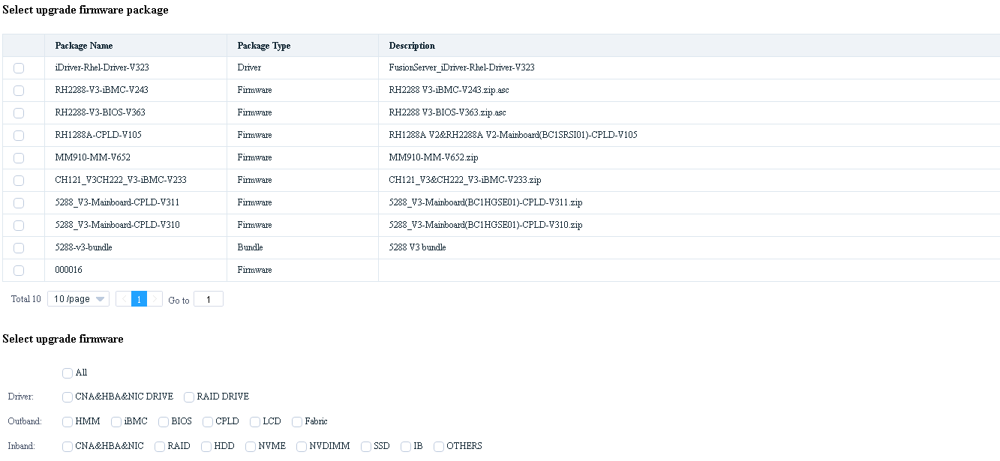 Select upgrade firmware package
Package Name Package Type Description
iDriver-Rhel-Driver-V323 Driver FusionServer_iDriver-Rhel-Driver-V323
RH2288-V3-iBMC-V243 Firmware RH2288 V3-iBMC-V243.zip.asc
RH2288-V3-BIOS-V363 Firmware RH2288 V3-BIOS-V363.zip.asc
RH1288A-CPLD-V105 Firmware RH1288A V2&RH2288A V2-Mainboard(BC1SRSI01)-CPLD-V105
MM910-MM-V652 Firmware MM910-MM-V652.zip
CH121_V3CH222_V3-iBMC-V233 Firmware CH121_V3&CH222_V3-iBMC-V233.zip
5288_V3-Mainboard-CPLD-V311 Firmware 5288_V3-Mainboard(BC1HGSE01)-CPLD-V311.zip
5288_V3-Mainboard-CPLD-V310 Firmware 5288_V3-Mainboard(BC1HGSE01)-CPLD-V310.zip
5288-v3-bundle Bundle 5288 V3 bundle
000016 Firmware
Total 10 10 /page 1 Go to 1
Select upgrade firmware
All
Driver: CNA&HBA&NIC DRIVE RAID DRIVE
Outband: HMM iBMC BIOS CPLD LCD Fabric
Inband: CNA&HBA&NIC RAID HDD NVME NVDIMM SSD IB OTHERS